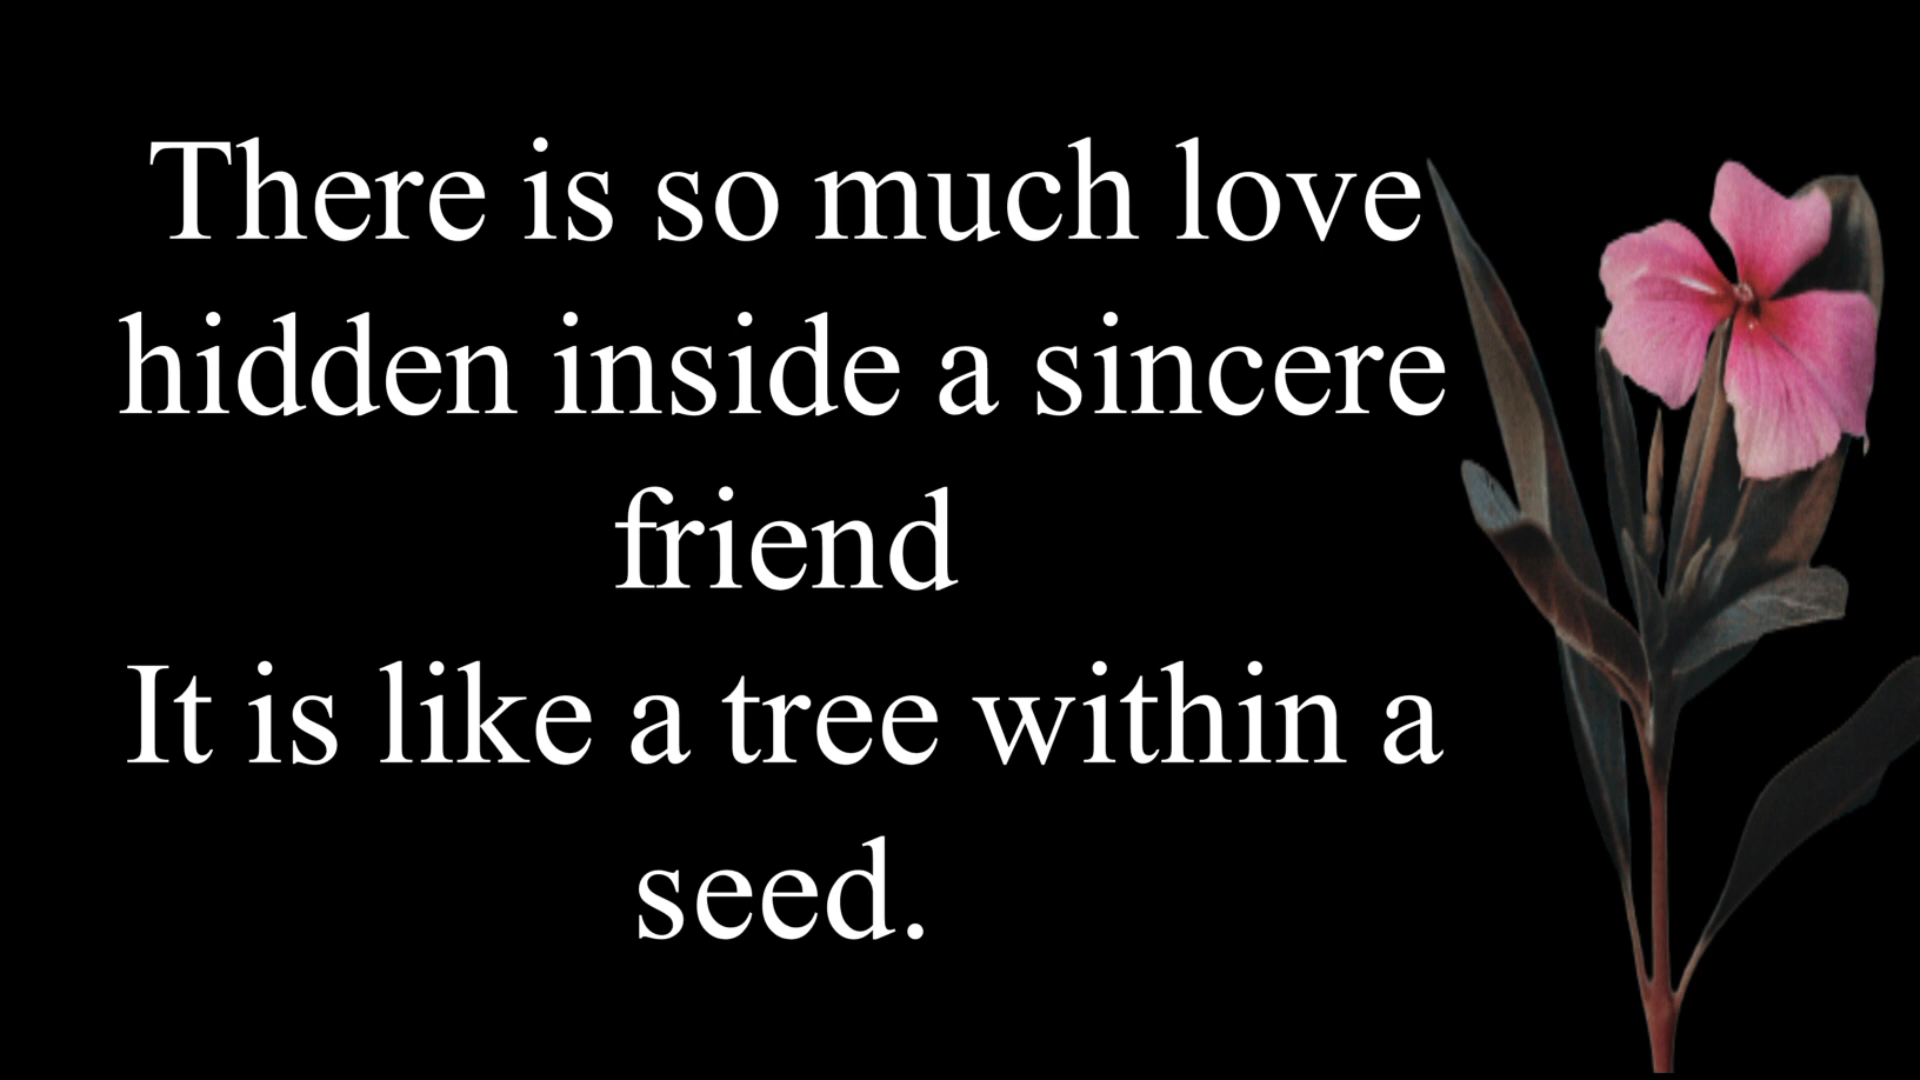 There is so much love
hidden inside a sincere
friend
It is like a tree within a
seed.